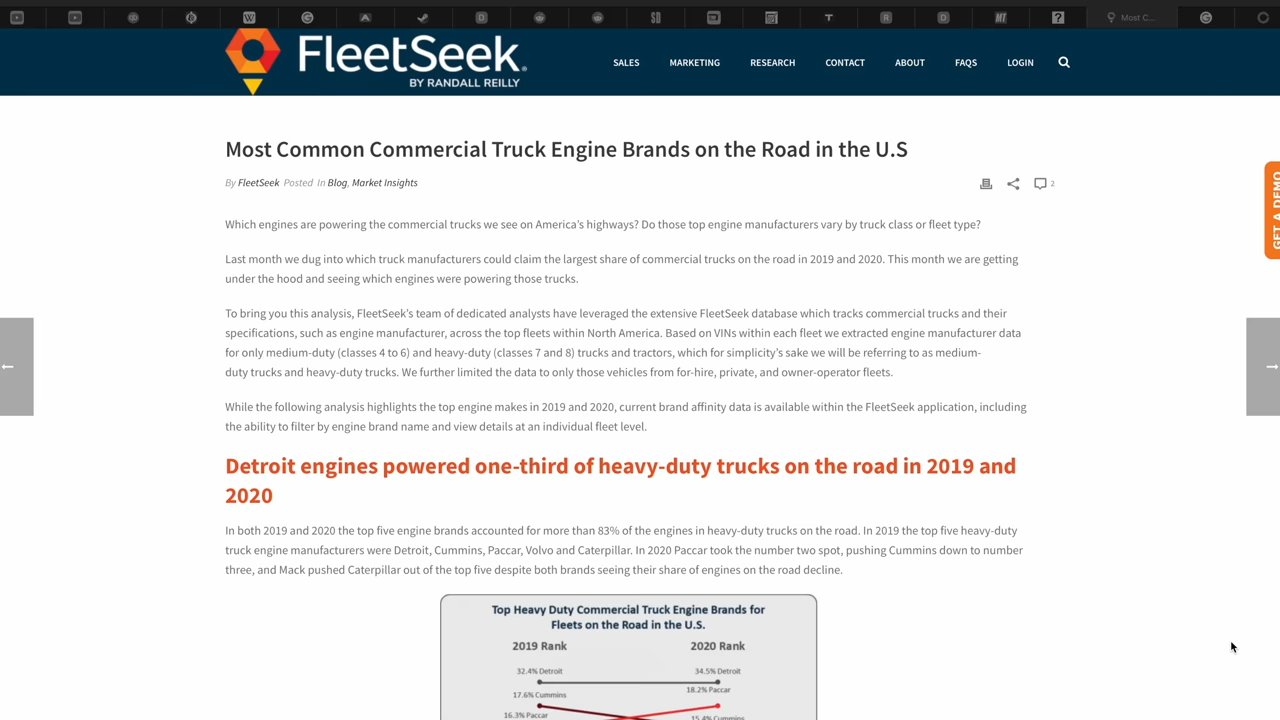 Most C...
FleetSeek
BY RANDALL REILLY
SALES MARKETING RESEARCH CONTACT ABOUT FAQS LOGIN
Most Common Commercial Truck Engine Brands on the Road in the U.S
By FleetSeek Posted In Blog, Market Insights
2
GET A DEMO
Which engines are powering the commercial trucks we see on America's highways? Do those top engine manufacturers vary by truck class or fleet type?
Last month we dug into which truck manufacturers could claim the largest share of commercial trucks on the road in 2019 and 2020. This month we are getting
under the hood and seeing which engines were powering those trucks.
To bring you this analysis, FleetSeek's team of dedicated analysts have leveraged the extensive FleetSeek database which tracks commercial trucks and their
specifications, such as engine manufacturer, across the top fleets within North America. Based on VINs within each fleet we extracted engine manufacturer data
for only medium-duty (classes 4 to 6) and heavy-duty (classes 7 and 8) trucks and tractors, which for simplicity's sake we will be referring to as medium-
duty trucks and heavy-duty trucks. We further limited the data to only those vehicles from for-hire, private, and owner-operator fleets.
While the following analysis highlights the top engine makes in 2019 and 2020, current brand affinity data is available within the FleetSeek application, including
the ability to filter by engine brand name and view details at an individual fleet level.
Detroit engines powered one-third of heavy-duty trucks on the road in 2019 and
2020
In both 2019 and 2020 the top five engine brands accounted for more than 83% of the engines in heavy-duty trucks on the road. In 2019 the top five heavy-duty
truck engine manufacturers were Detroit, Cummins, Paccar, Volvo and Caterpillar. In 2020 Paccar took the number two spot, pushing Cummins down to number
three, and Mack pushed Caterpillar out of the top five despite both brands seeing their share of engines on the road decline.
Top Heavy Duty Commercial Truck Engine Brands for
Fleets on the Road in the U.S.
2019 Rank 2020 Rank
32.4% Detroit 34.5% Detroit
17.6% Cummins 18.2% Paccar
16.3% Paccar 15.4% Cummins